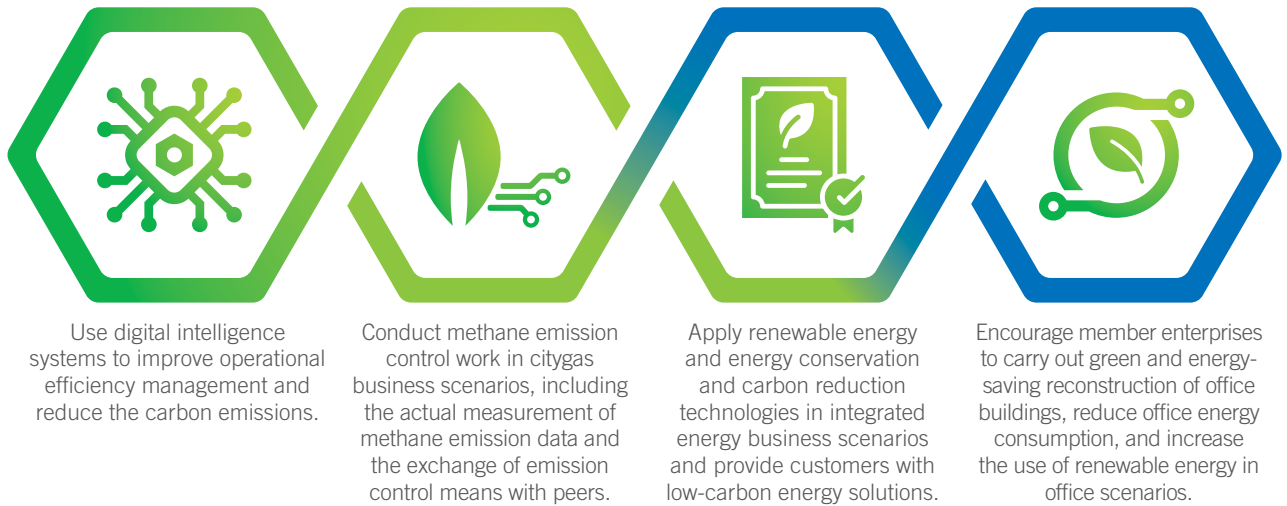 Use digital intelligence
systems to improve operational
efficiency management and
reduce the carbon emissions.
Conduct methane emission
control work in citygas
business scenarios, including
the actual measurement of
methane emission data and
the exchange of emission
control means with peers.
Apply renewable energy
and energy conservation
and carbon reduction
technologies in integrated
energy business scenarios
and provide customers with
low-carbon energy solutions.
Encourage member enterprises
to carry out green and energy-
saving reconstruction of office
buildings, reduce office energy
consumption, and increase
the use of renewable energy in
office scenarios.